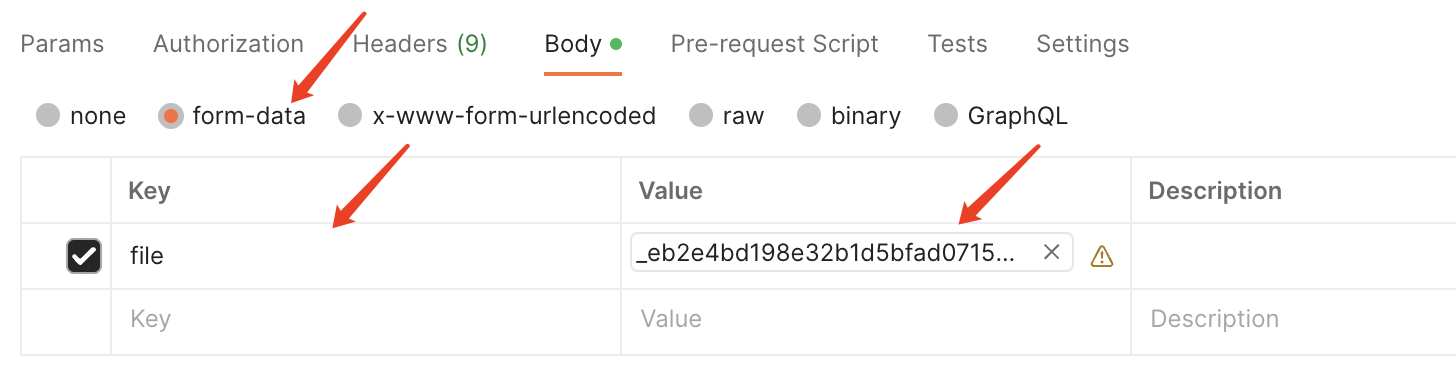 Params Authorization Headers (9) Body Pre-request Script Tests Settings
none form-data x-www-form-urlencoded raw binary GraphQL
Key Value Description
file _eb2e4bd198e32b1d5bfad0715...
Key Value Description